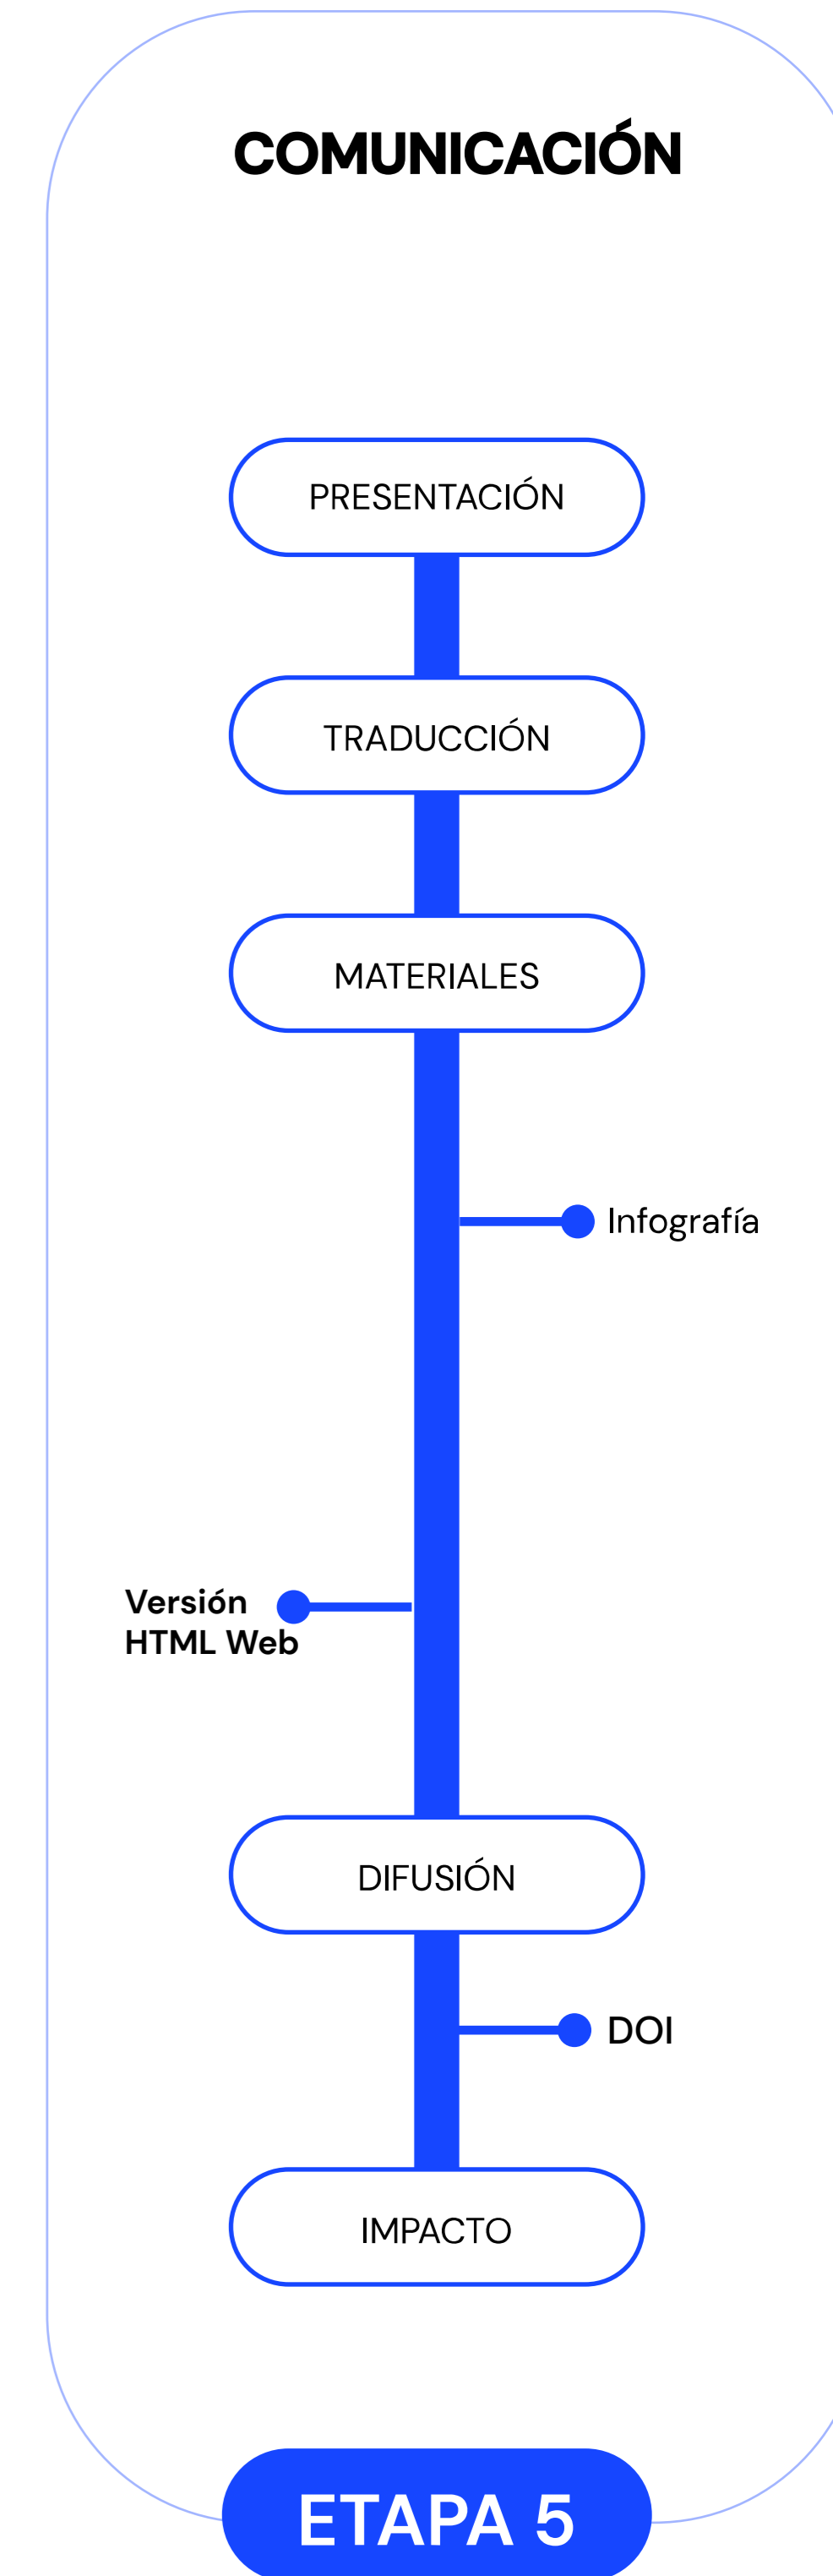 COMUNICACIÓN
PRESENTACIÓN
TRADUCCIÓN
MATERIALES
Infografía
Versión
HTML Web
DIFUSIÓN
DOI
IMPACTO
ETAPA 5